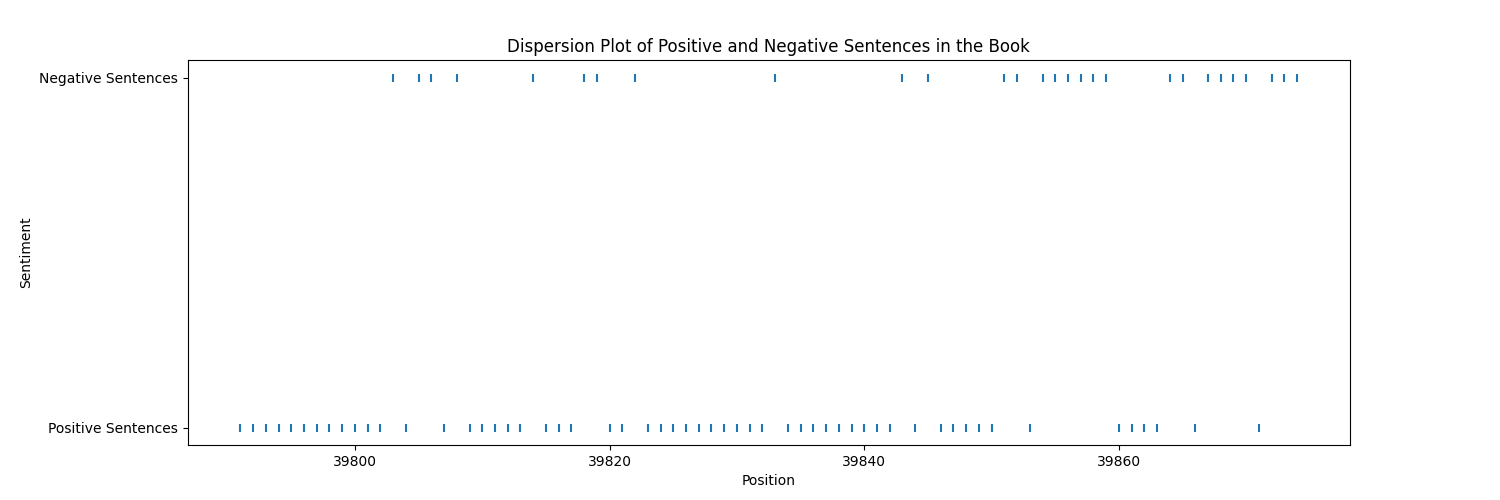 Dispersion Plot of Positive and Negative Sentences in the Book
Negative Sentences
Sentiment
Positive Sentences
39800 39820 39840 39860
Position